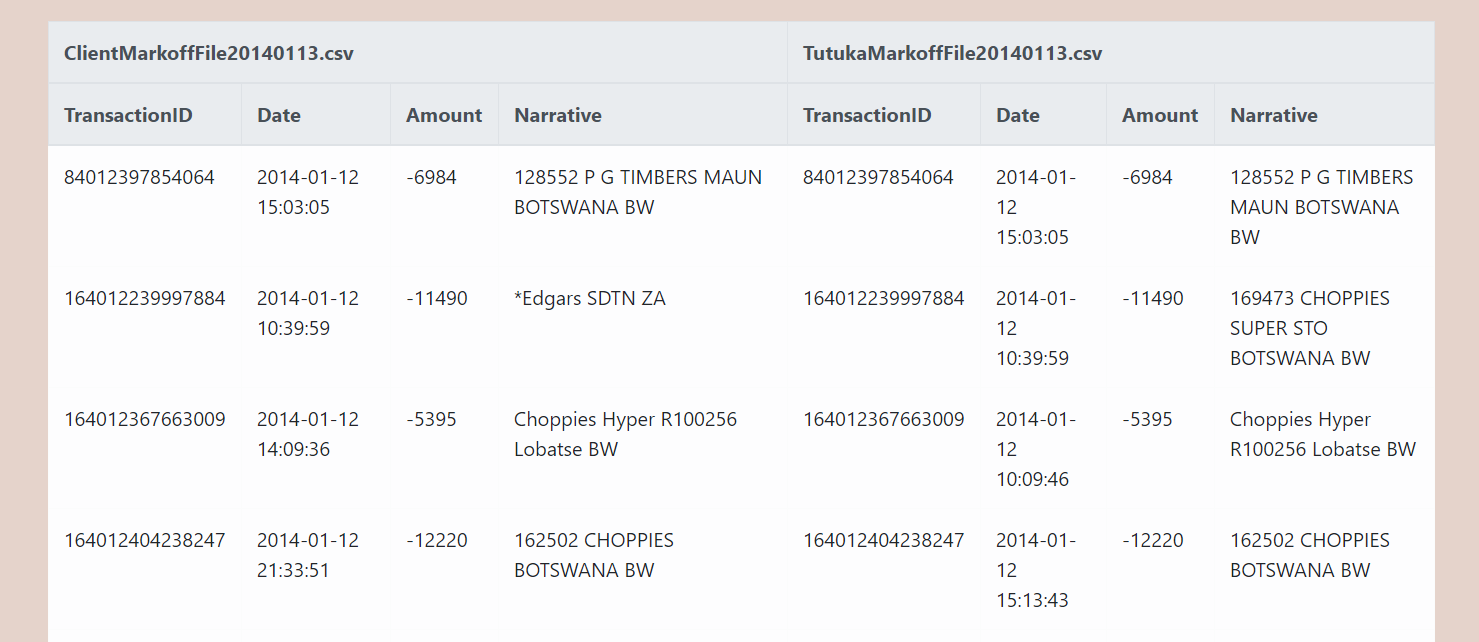 ClientMarkoffFile20140113.csv TutukaMarkoffFile20140113.csv
TransactionID Date Amount Narrative TransactionID Date Amount Narrative
84012397854064 2014-01-12 -6984 128552 P G TIMBERS MAUN 84012397854064 2014-01- -6984 128552 P G TIMBERS
15:03:05 BOTSWANA BW 12 MAUN BOTSWANA
15:03:05 BW
164012239997884 2014-01-12 -11490 *Edgars SDTN ZA 164012239997884 2014-01- -11490 169473 CHOPPIES
10:39:59 12 SUPER STO
10:39:59 BOTSWANA BW
164012367663009 2014-01-12 -5395 Choppies Hyper R100256 164012367663009 2014-01- -5395 Choppies Hyper
14:09:36 Lobatse BW 12 R100256 Lobatse BW
10:09:46
164012404238247 2014-01-12 -12220 162502 CHOPPIES 164012404238247 2014-01- -12220 162502 CHOPPIES
21:33:51 BOTSWANA BW 12 BOTSWANA BW
15:13:43